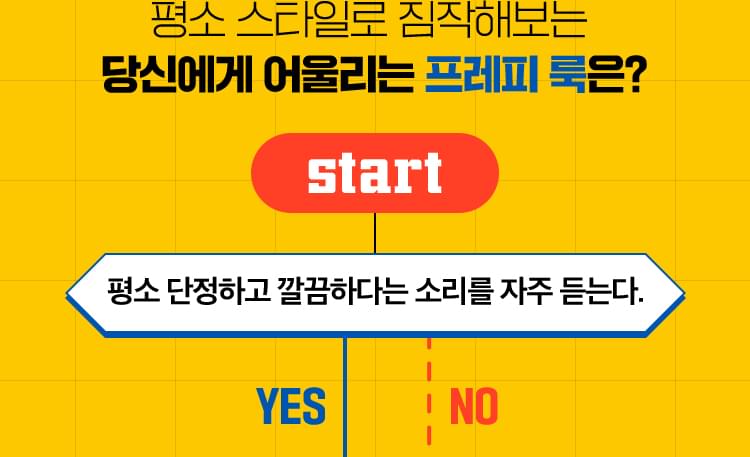 평소 스타일로 짐작해보는
당신에게 어울리는 프레피 룩은?
start
평소 단정하고 깔끔하다는 소리를 자주 듣는다.
YES
NO